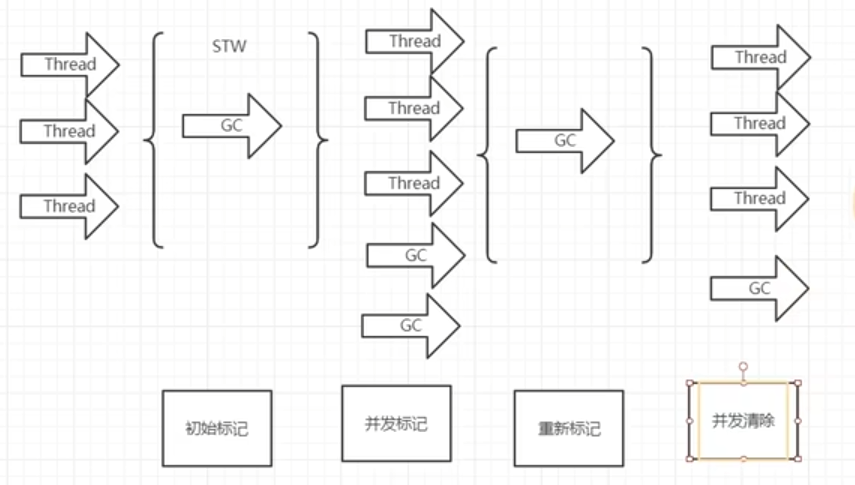 Thread
Thread
Thread
STW
GC
Thread
Thread
Thread
GC
GC
GC
Thread
Thread
Thread
GC
初始标记
并发标记
重新标记
并发清除